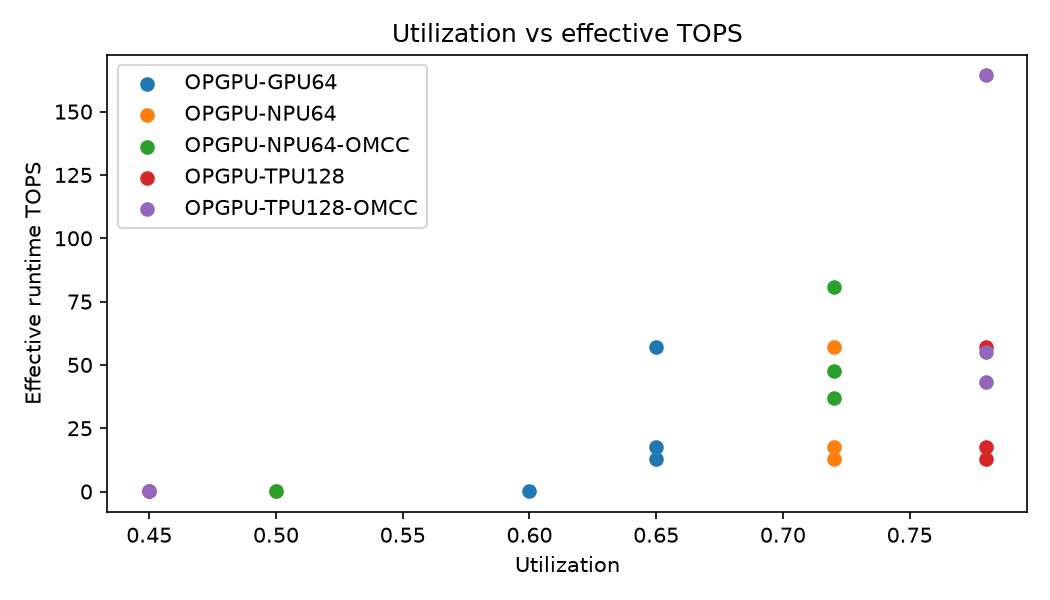 Utilization vs effective TOPS
OPGPU-GPU64
OPGPU-NPU64
OPGPU-NPU64-OMCC
OPGPU-TPU128
OPGPU-TPU128-OMCC
Effective runtime TOPS
150
125
100
75
50
25
0
0.45 0.50 0.55 0.60 0.65 0.70 0.75
Utilization